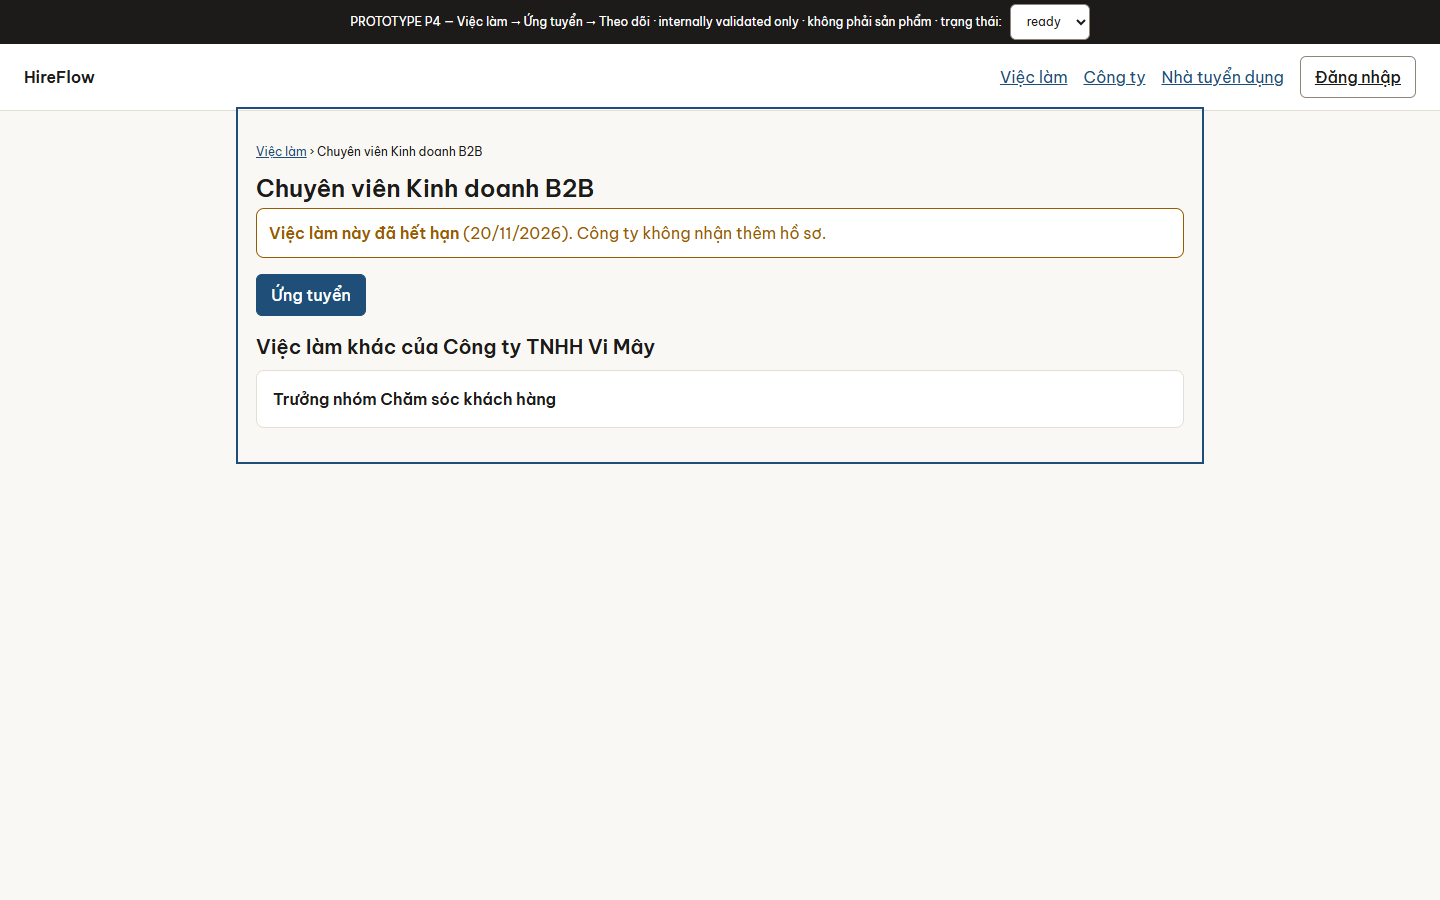 PROTOTYPE P4 — Việc làm → Ứng tuyển → Theo dõi · internally validated only · không phải sản phẩm · trạng thái: ready
HireFlow
Việc làm Công ty Nhà tuyển dụng Đăng nhập
Việc làm › Chuyên viên Kinh doanh B2B
Chuyên viên Kinh doanh B2B
Việc làm này đã hết hạn (20/11/2026). Công ty không nhận thêm hồ sơ.
Ứng tuyển
Việc làm khác của Công ty TNHH Vi Mây
Trưởng nhóm Chăm sóc khách hàng